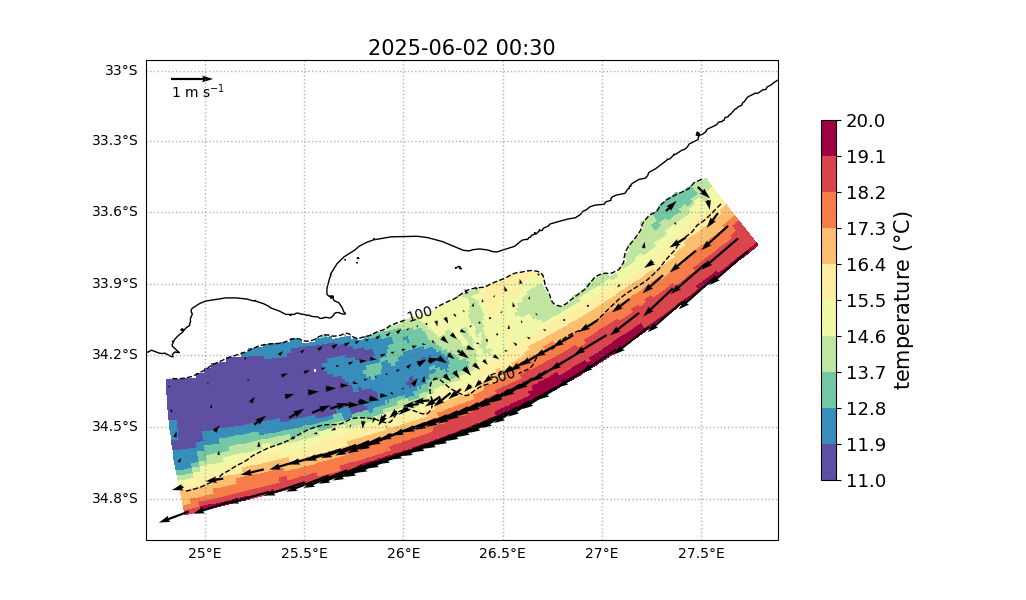 2025-06-02 00:30
1 m s⁻¹
33°S
33.3°S
33.6°S
33.9°S
34.2°S
34.5°S
34.8°S
100
500
25°E
25.5°E
26°E
26.5°E
27°E
27.5°E
20.0
19.1
18.2
17.3
16.4
15.5
14.6
13.7
12.8
11.9
11.0
temperature (°C)